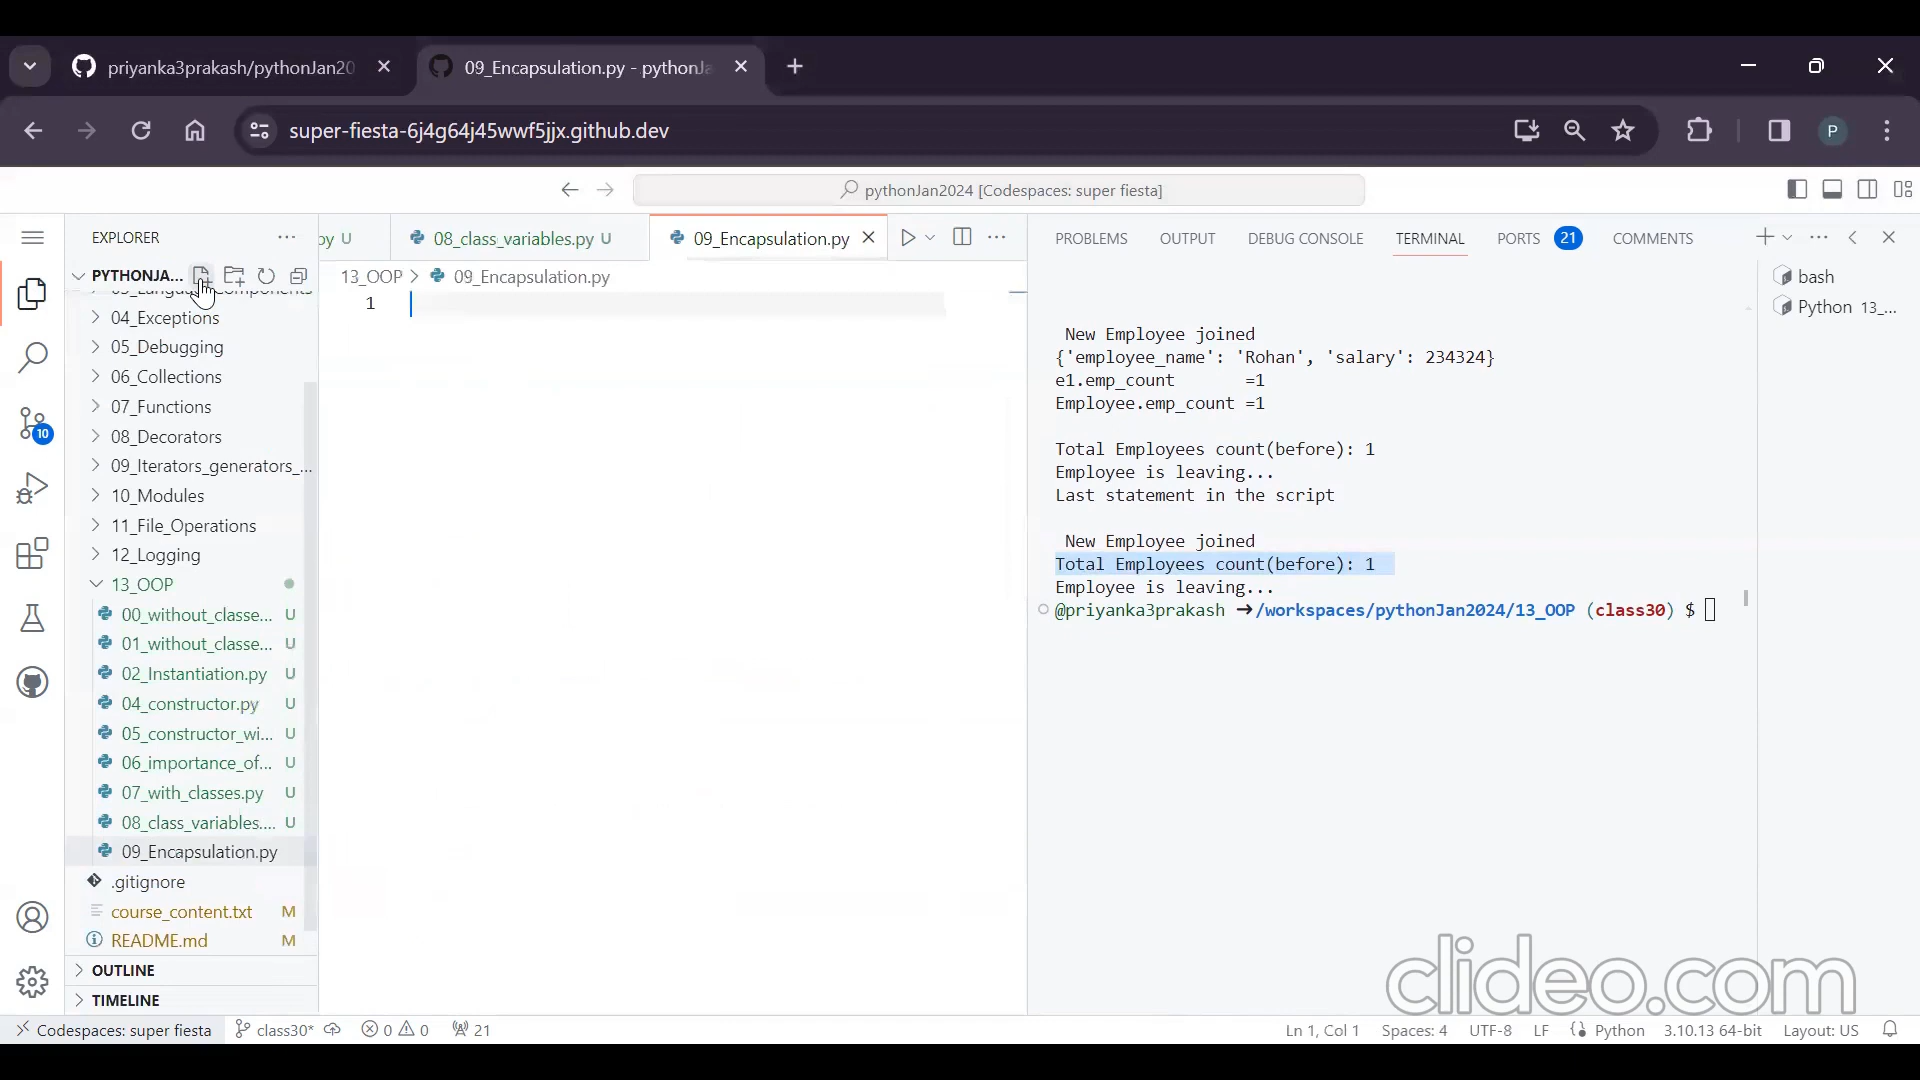 priyanka3prakash/pythonJan20
09_Encapsulation.py - pythonJa
super-fiesta-6j4g64j45wwf5jjx.github.dev
P
pythonJan2024 [Codespaces: super fiesta]
EXPLORER
py U
08_class_variables.py U
09_Encapsulation.py
PROBLEMS
OUTPUT
DEBUG CONSOLE
TERMINAL
PORTS 21
COMMENTS
PYTHONJA...
13_OOP > 09_Encapsulation.py
1
04_Exceptions
05_Debugging
06_Collections
07_Functions
08_Decorators
09_Iterators_generators_...
10_Modules
11_File_Operations
12_Logging
13_OOP
00_without_classe... U
01_without_classe... U
02_Instantiation.py U
04_constructor.py U
05_constructor_wi... U
06_importance_of... U
07_with_classes.py U
08_class_variables.... U
09_Encapsulation.py
.gitignore
course_content.txt M
README.md M
OUTLINE
TIMELINE
10
New Employee joined
{'employee_name': 'Rohan', 'salary': 234324}
e1.emp_count =1
Employee.emp_count =1
Total Employees count(before): 1
Employee is leaving...
Last statement in the script
New Employee joined
Total Employees count(before): 1
Employee is leaving...
@priyanka3prakash ➜/workspaces/pythonJan2024/13_OOP (class30) $
bash
Python 13_...
clideo.com
Codespaces: super fiesta
class30*
0 0
21
Ln 1, Col 1
Spaces: 4
UTF-8
LF
Python
3.10.13 64-bit
Layout: US